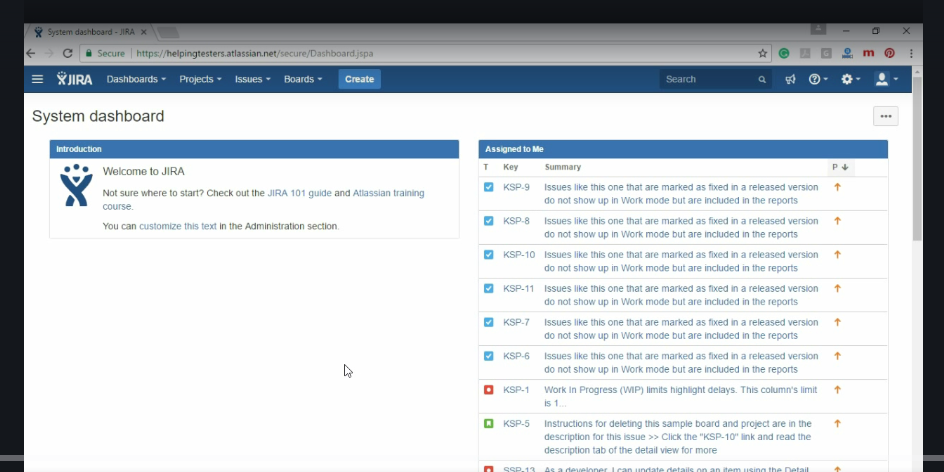 System dashboard - JIRA
Secure https://helpingtesters.atlassian.net/secure/Dashboard.jspa
JIRA Dashboards Projects Issues Boards Create Search
System dashboard
Introduction
Welcome to JIRA
Not sure where to start? Check out the JIRA 101 guide and Atlassian training
course.
You can customize this text in the Administration section.
Assigned to Me
T Key Summary P
KSP-9 Issues like this one that are marked as fixed in a released version
do not show up in Work mode but are included in the reports
KSP-8 Issues like this one that are marked as fixed in a released version
do not show up in Work mode but are included in the reports
KSP-10 Issues like this one that are marked as fixed in a released version
do not show up in Work mode but are included in the reports
KSP-11 Issues like this one that are marked as fixed in a released version
do not show up in Work mode but are included in the reports
KSP-7 Issues like this one that are marked as fixed in a released version
do not show up in Work mode but are included in the reports
KSP-6 Issues like this one that are marked as fixed in a released version
do not show up in Work mode but are included in the reports
KSP-1 Work In Progress (WIP) limits highlight delays. This column's limit
is 1...
KSP-5 Instructions for deleting this sample board and project are in the
description for this issue >> Click the "KSP-10" link and read the
description tab of the detail view for more
SSP-13 As a developer, I can update details on an item using the Detail